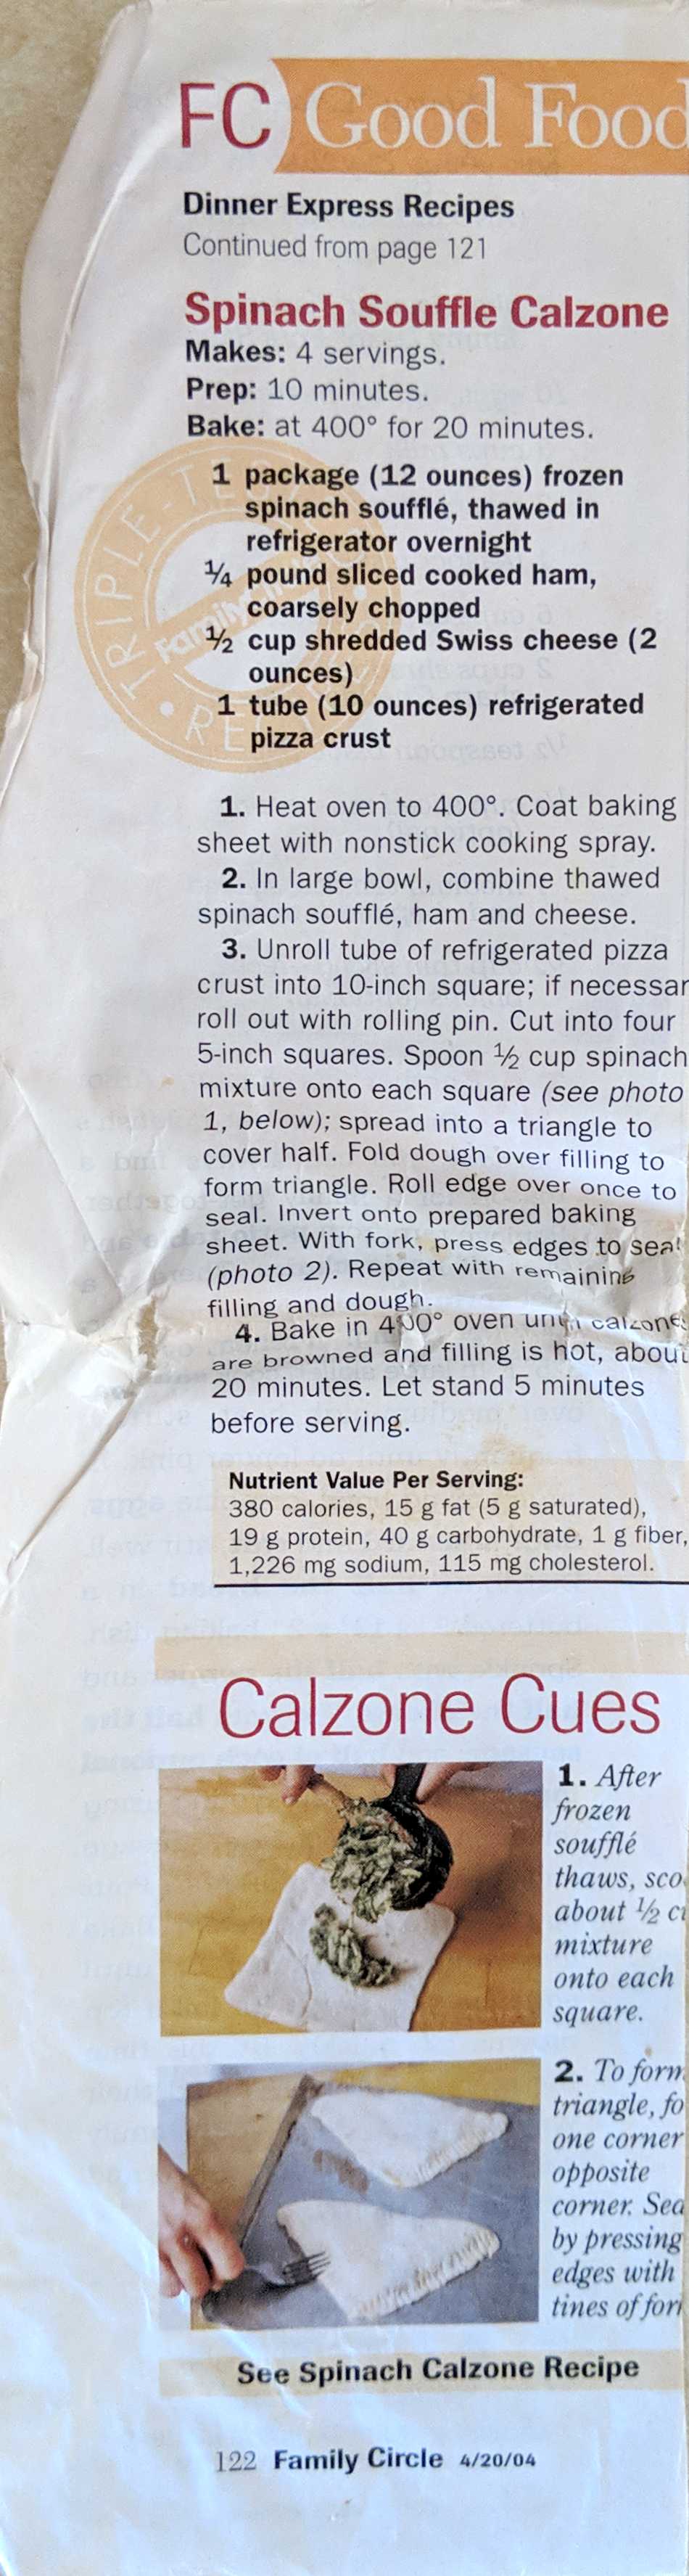 FC Good Food
Dinner Express Recipes
Continued from page 121
Spinach Souffle Calzone
Makes: 4 servings.
Prep: 10 minutes.
Bake: at 400° for 20 minutes.
1 package (12 ounces) frozen
spinach soufflé, thawed in
refrigerator overnight
¼ pound sliced cooked ham,
coarsely chopped
½ cup shredded Swiss cheese (2
ounces)
1 tube (10 ounces) refrigerated
pizza crust
TRIPLE-TES
Family
RE
1. Heat oven to 400°. Coat baking
sheet with nonstick cooking spray.
2. In large bowl, combine thawed
spinach soufflé, ham and cheese.
3. Unroll tube of refrigerated pizza
crust into 10-inch square; if necessar
roll out with rolling pin. Cut into four
5-inch squares. Spoon ½ cup spinach
mixture onto each square (see photo
1, below); spread into a triangle to
cover half. Fold dough over filling to
form triangle. Roll edge over once to
seal. Invert onto prepared baking
sheet. With fork, press edges to seal
(photo 2). Repeat with remaining
filling and dough.
4. Bake in 400° oven until calzones
are browned and filling is hot, about
20 minutes. Let stand 5 minutes
before serving.
Nutrient Value Per Serving:
380 calories, 15 g fat (5 g saturated),
19 g protein, 40 g carbohydrate, 1 g fiber,
1,226 mg sodium, 115 mg cholesterol.
Calzone Cues
1. After
frozen
soufflé
thaws, sco
about ½ cu
mixture
onto each
square.
2. To form
triangle, fo
one corner
opposite
corner. Sea
by pressing
edges with
tines of fork
See Spinach Calzone Recipe
122 Family Circle 4/20/04